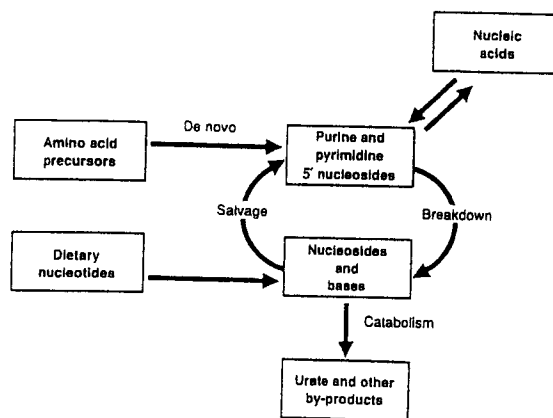 Nucleic
acids
De novo
Amino acid
precursors
Purine and
pyrimidine
5′ nucleosides
Salvage
Breakdown
Dietary
nucleotides
Nucleosides
and
bases
Catabolism
Urate and other
by-products